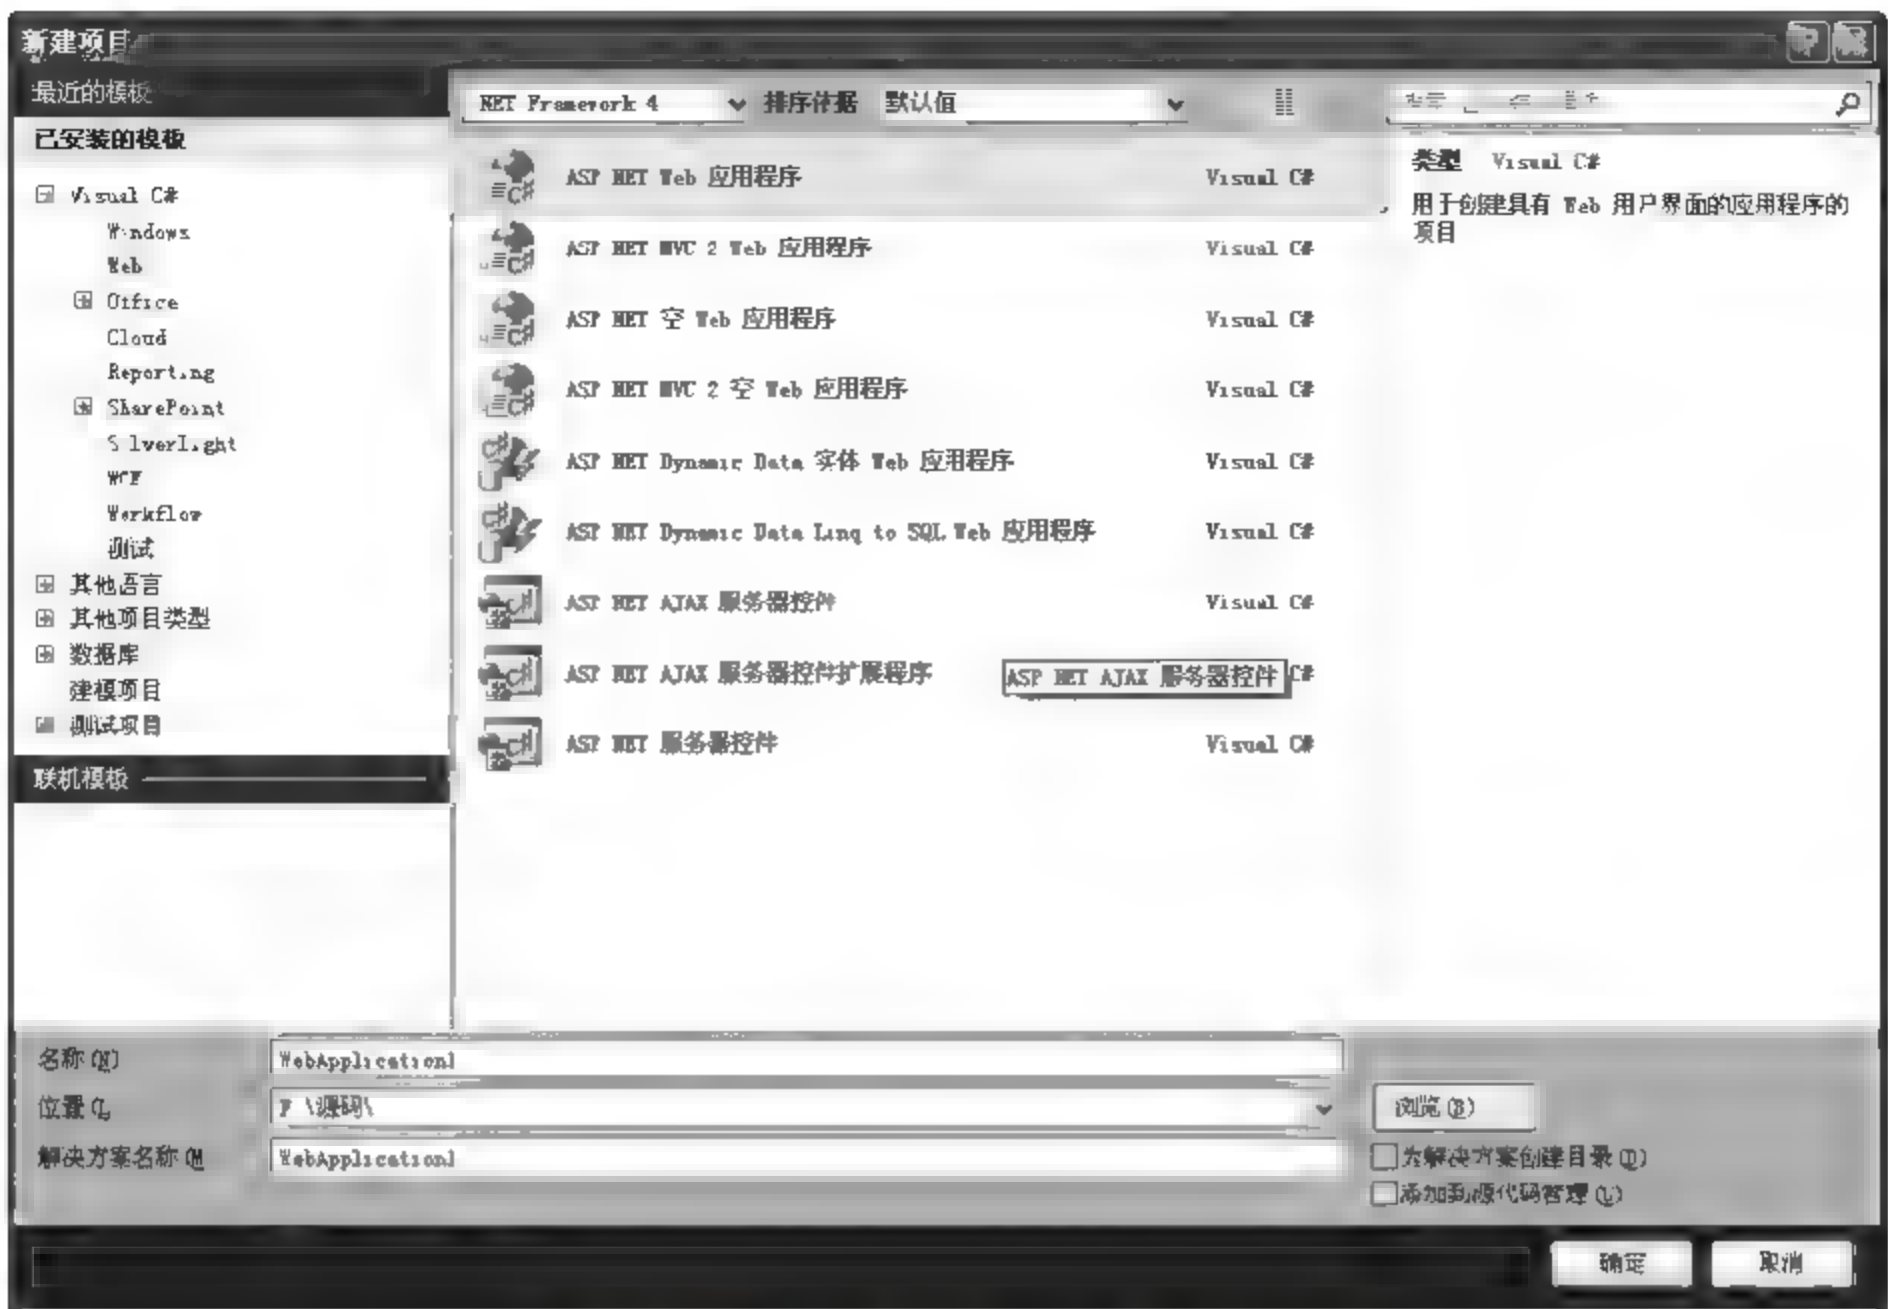 新建项目
最近的模板
已安装的模板
Visual C#
Windows
Web
Office
Cloud
Reporting
SharePoint
Silverlight
WCF
Workflow
测试
其他语言
其他项目类型
数据库
建模项目
测试项目
联机模板
NET Framework 4 排序依据 默认值
ASP NET Web 应用程序 Visual C#
ASP NET MVC 2 Web 应用程序 Visual C#
ASP NET 空 Web 应用程序 Visual C#
ASP NET MVC 2 空 Web 应用程序 Visual C#
ASP NET Dynamic Data 实体 Web 应用程序 Visual C#
ASP NET Dynamic Data Linq to SQL Web 应用程序 Visual C#
ASP NET AJAX 服务器控件 Visual C#
ASP NET AJAX 服务器控件扩展程序 C#
ASP NET AJAX 服务器控件
ASP NET 服务器控件 Visual C#
类型 Visual C#
用于创建具有 Web 用户界面的应用程序的
项目
名称(N) WebApplication1
位置(L F \源码\ 浏览(B)
解决方案名称(M WebApplication1
为解决方案创建目录(D)
添加到源代码管理(U)
确定 取消